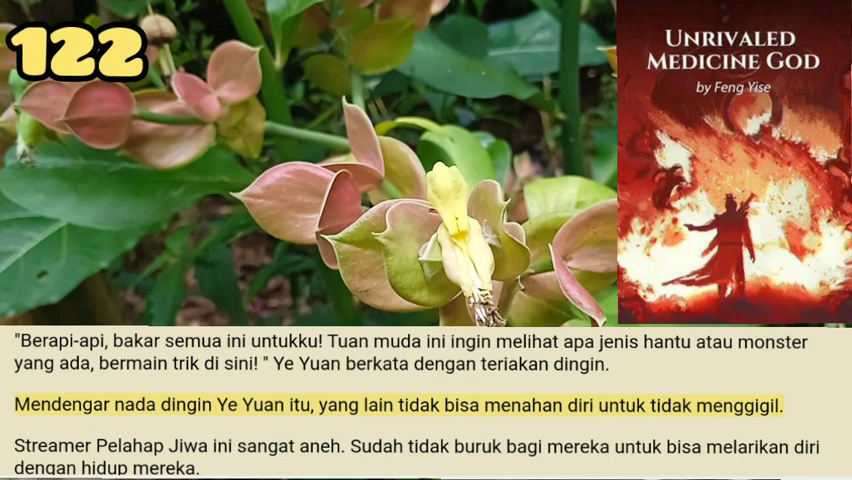 122
UNRIVALED
MEDICINE GOD
by Feng Yise
"Berapi-api, bakar semua ini untukku! Tuan muda ini ingin melihat apa jenis hantu atau monster
yang ada, bermain trik di sini! " Ye Yuan berkata dengan teriakan dingin.
Mendengar nada dingin Ye Yuan itu, yang lain tidak bisa menahan diri untuk tidak menggigil.
Streamer Pelahap Jiwa ini sangat aneh. Sudah tidak buruk bagi mereka untuk bisa melarikan diri
dengan hidup mereka.